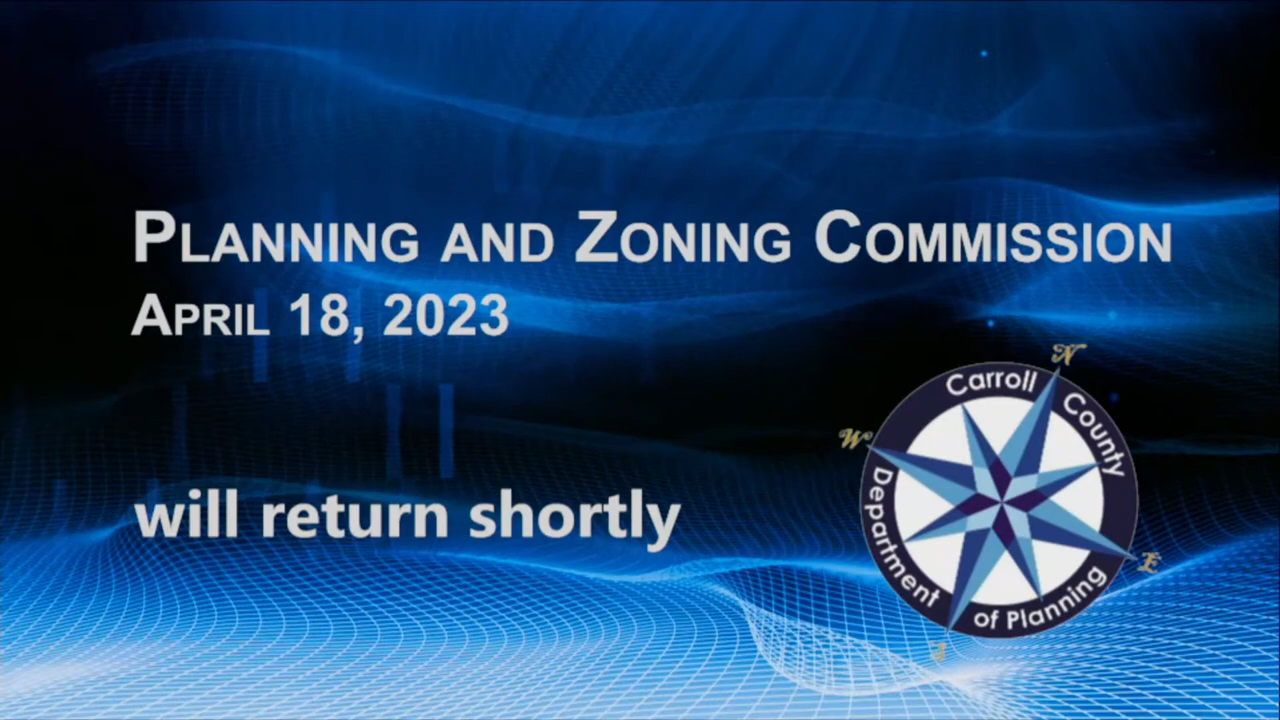 Planning and Zoning Commission
April 18, 2023
N
Carroll County
W
will return shortly
Department of Planning
E